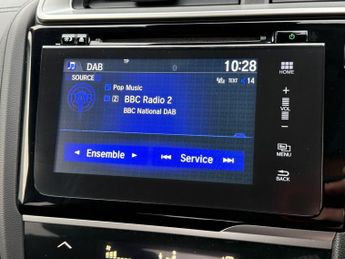 DAB 10:28
SOURCE TEXT 14
Pop Music
[2] BBC Radio 2
BBC National DAB
Ensemble Service
HOME
VOL
MENU
BACK